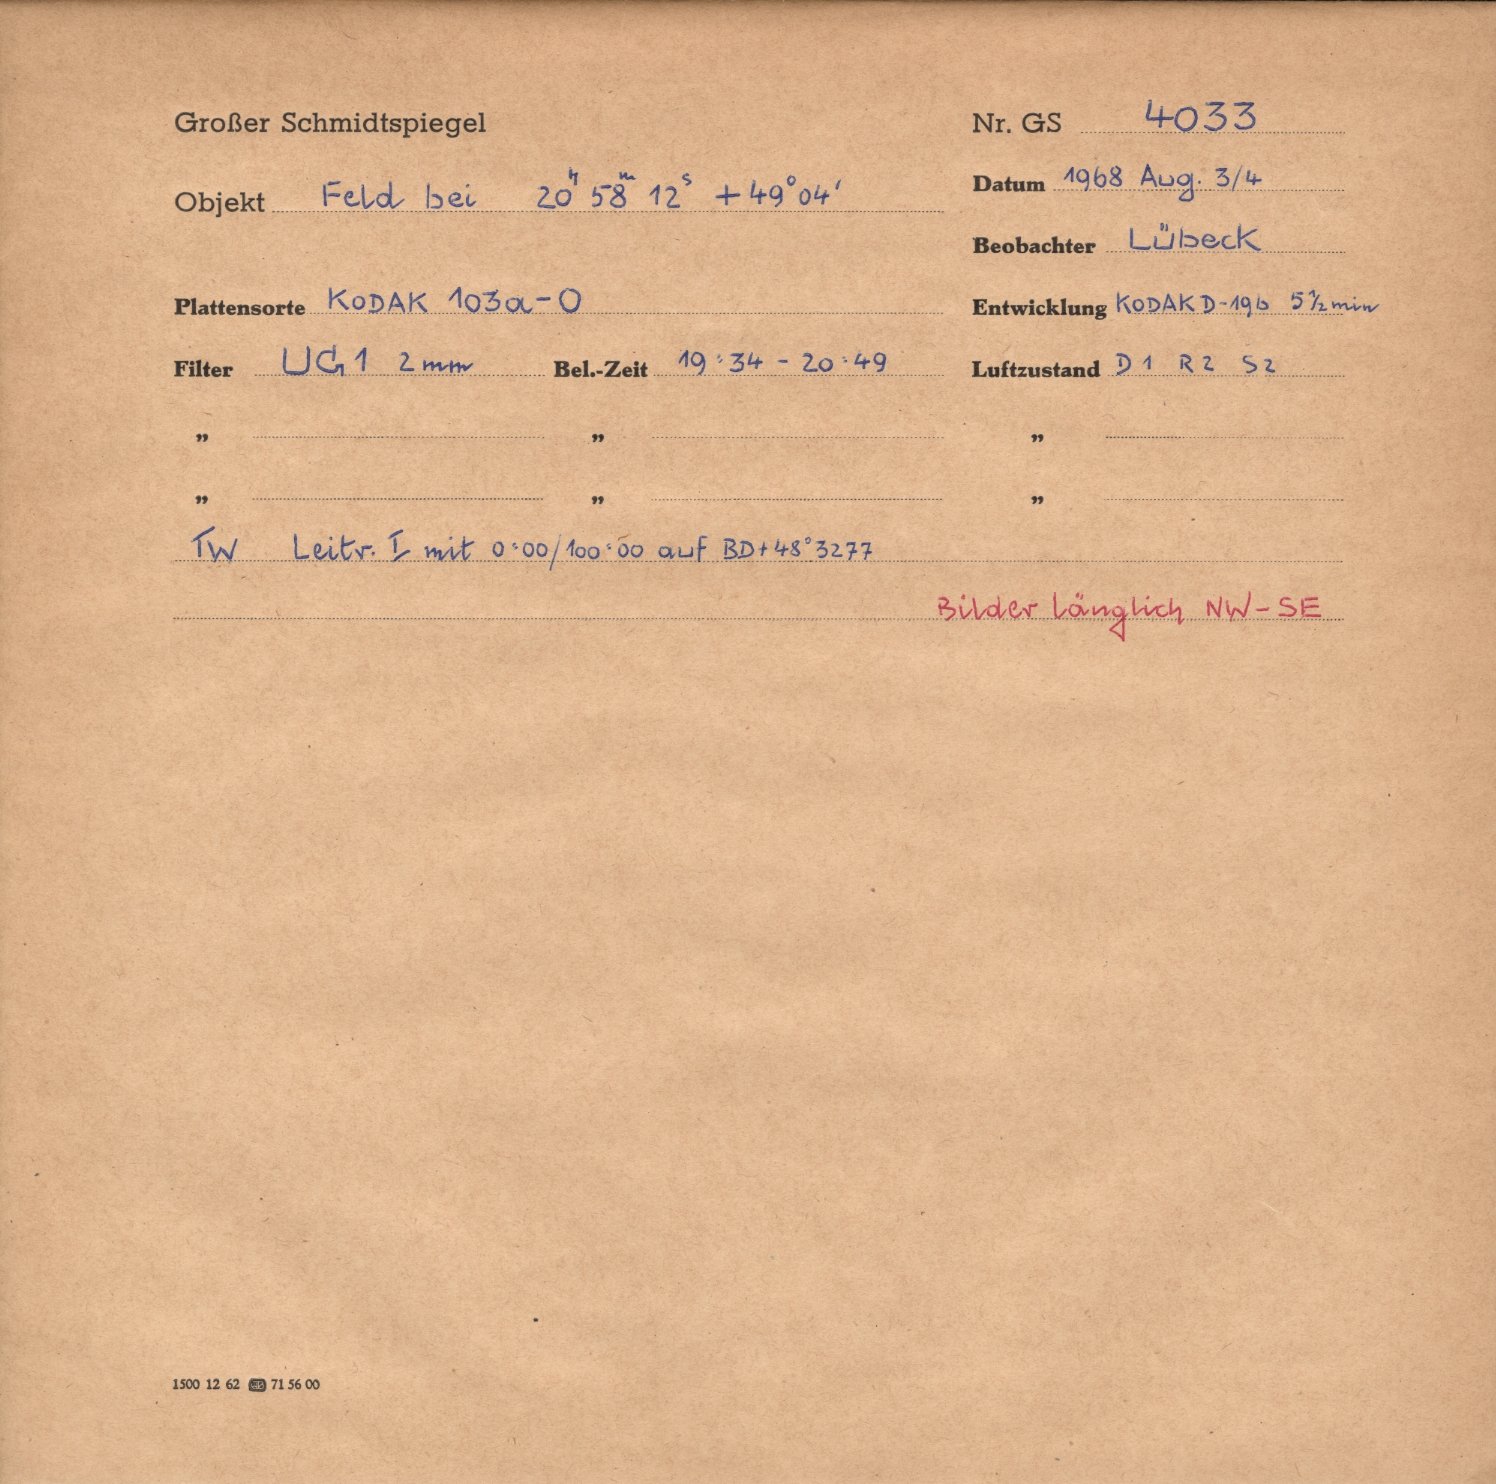 Großer Schmidtspiegel Nr. GS 4033
Objekt Feld bei 20ʰ 58ᵐ 12ˢ +49°04' Datum 1968 Aug. 3/4
Beobachter Lübeck
Plattensorte KODAK 103a-O Entwicklung KODAK D-19b 5½min
Filter UG1 2mm Bel.-Zeit 19:34 - 20:49 Luftzustand D1 R2 S2
" " "
" " "
TW Leitr. I mit 0:00/100:00 auf BD+48°3277
Bilder länglich NW-SE
1500 12 62 71 56 00